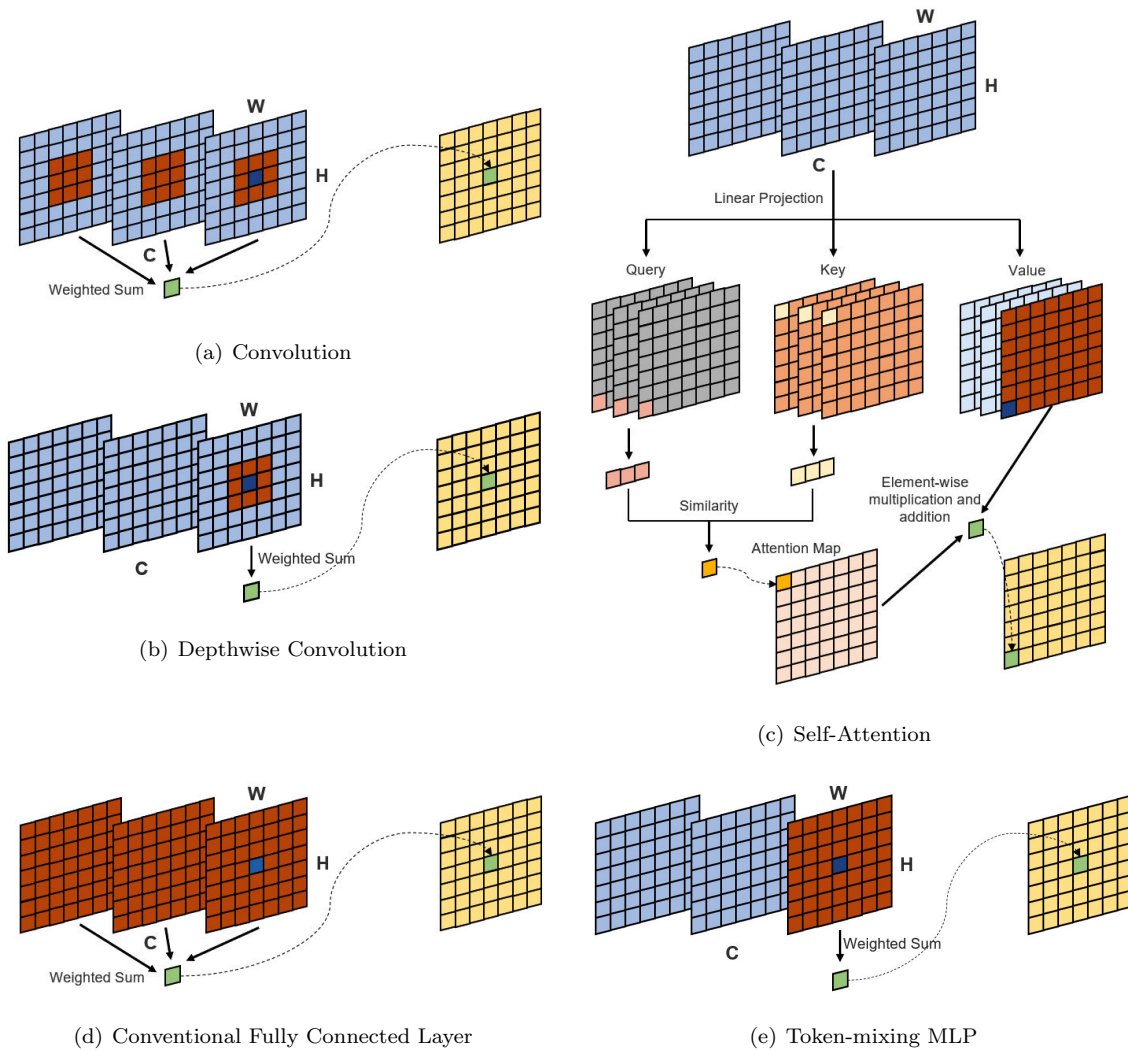 W
H
C
Weighted Sum
(a) Convolution
W
H
C
Weighted Sum
(b) Depthwise Convolution
W
H
C
Linear Projection
Query
Key
Value
Similarity
Attention Map
Element-wise
multiplication and
addition
(c) Self-Attention
W
H
C
Weighted Sum
(d) Conventional Fully Connected Layer
W
H
C
Weighted Sum
(e) Token-mixing MLP